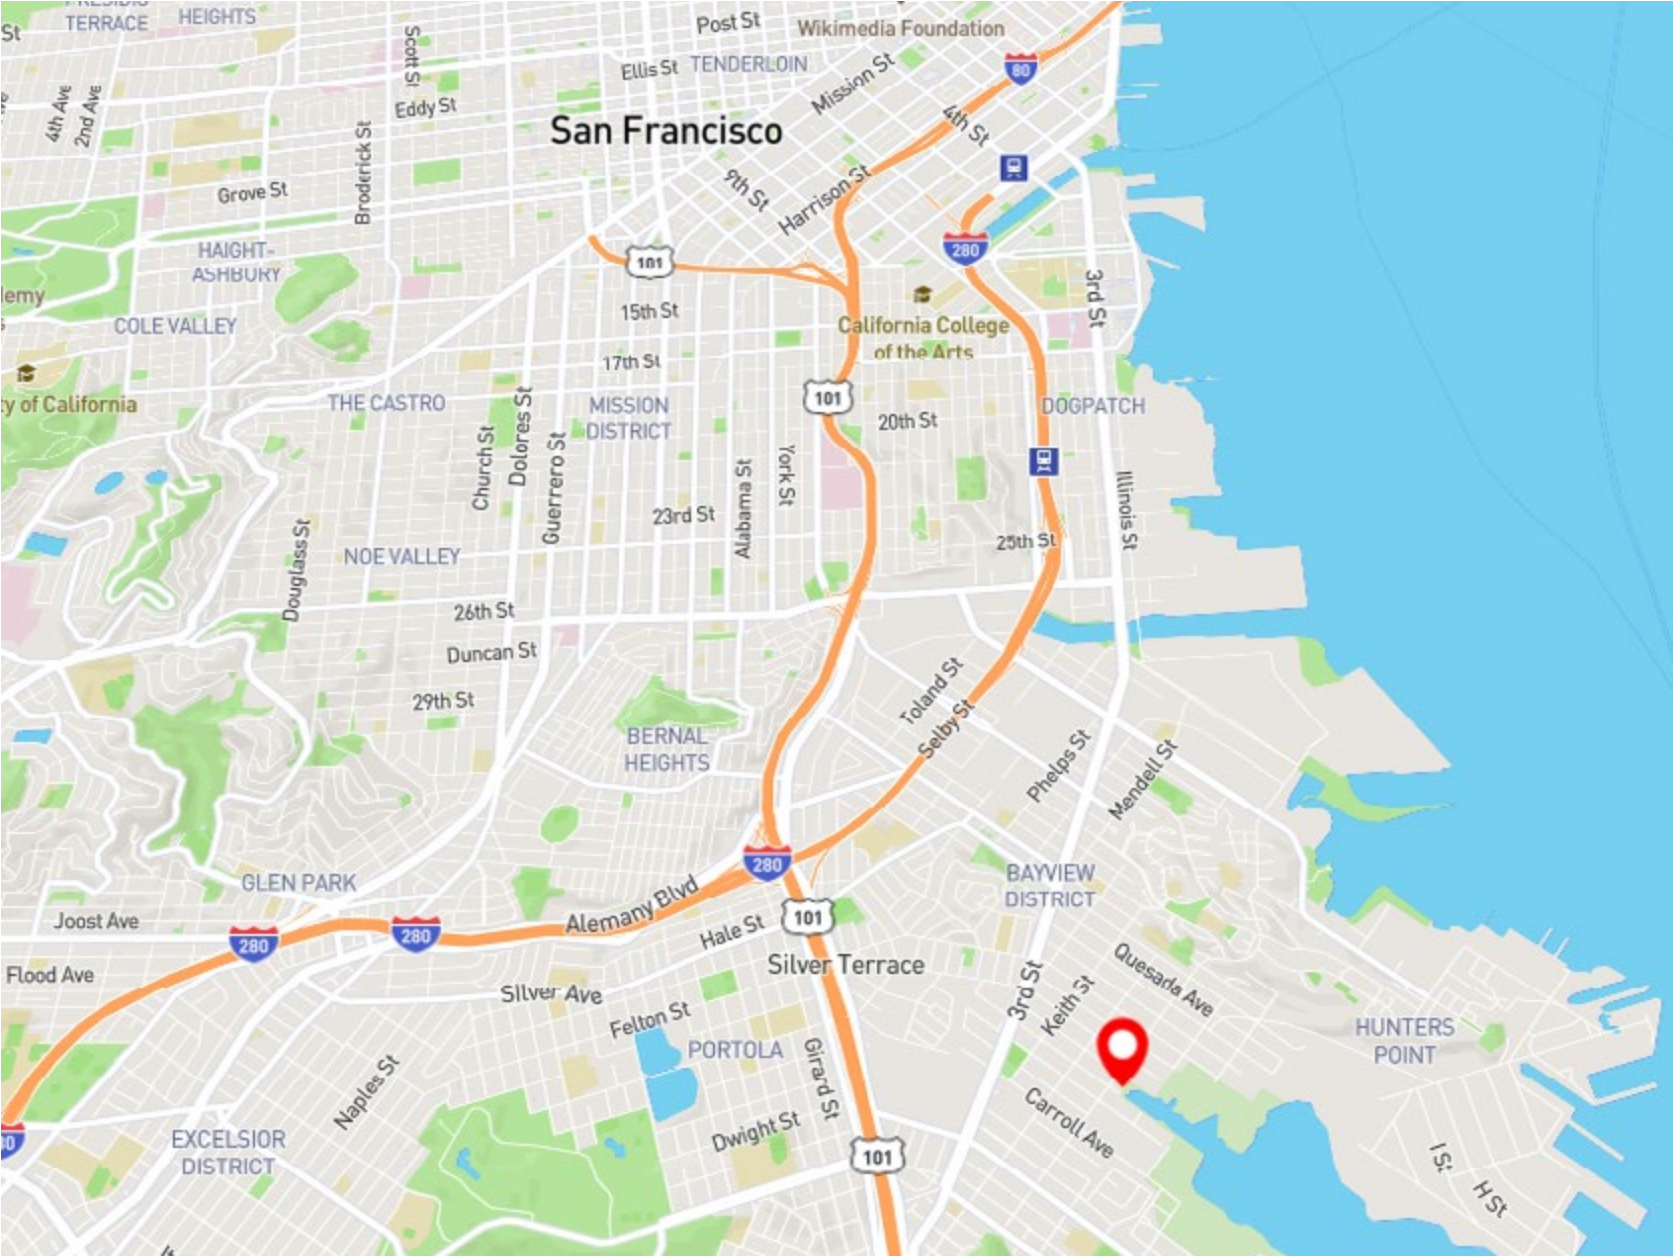 HEIGHTS
TERRACE
Post St
Wikimedia Foundation
St
Scott St
Ellis St
TENDERLOIN
Mission St
80
4th Ave
2nd Ave
Eddy St
4th St
San Francisco
Broderick St
Grove St
9th St
Harrison St
HAIGHT-
ASHBURY
101
280
3rd St
lemy
15th St
COLE VALLEY
California College
of the Arts
17th St
ty of California
THE CASTRO
Dolores St
MISSION
DISTRICT
101
20th St
DOGPATCH
Church St
Guerrero St
Alabama St
York St
Illinois St
23rd St
25th St
NOE VALLEY
Douglass St
26th St
Duncan St
29th St
Toland St
Selby St
BERNAL
HEIGHTS
Phelps St
Mendell St
280
BAYVIEW
DISTRICT
GLEN PARK
Alemany Blvd
101
Joost Ave
280
280
Hale St
Silver Terrace
Flood Ave
Silver Ave
3rd St
Keith St
Quesada Ave
Felton St
HUNTERS
POINT
PORTOLA
Girard St
Naples St
Carroll Ave
Dwight St
EXCELSIOR
DISTRICT
101
I St
H St